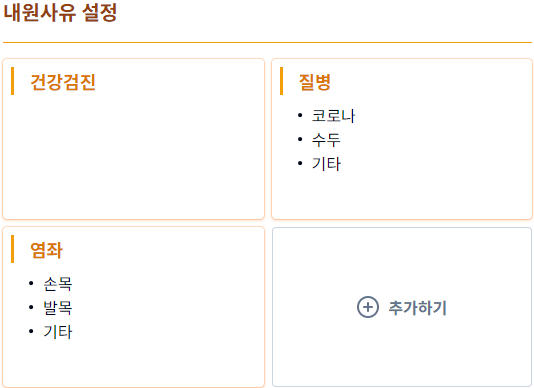 내원사유 설정
건강검진
질병
• 코로나
• 수두
• 기타
염좌
• 손목
• 발목
• 기타
추가하기